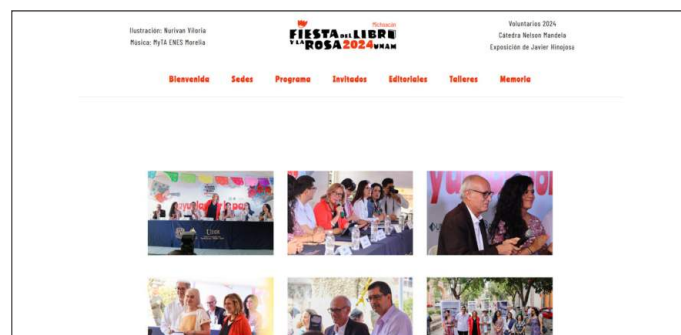 Ilustración: Nurivan Viloria
Música: MyTA ENES Morelia
Michoacán
FIESTA DEL LIBRO
Y LA ROSA 2024 UNAM
Voluntarios 2024
Cátedra Nelson Mandela
Exposición de Javier Hinojosa
Bienvenida Sedes Programa Invitados Editoriales Talleres Memoria